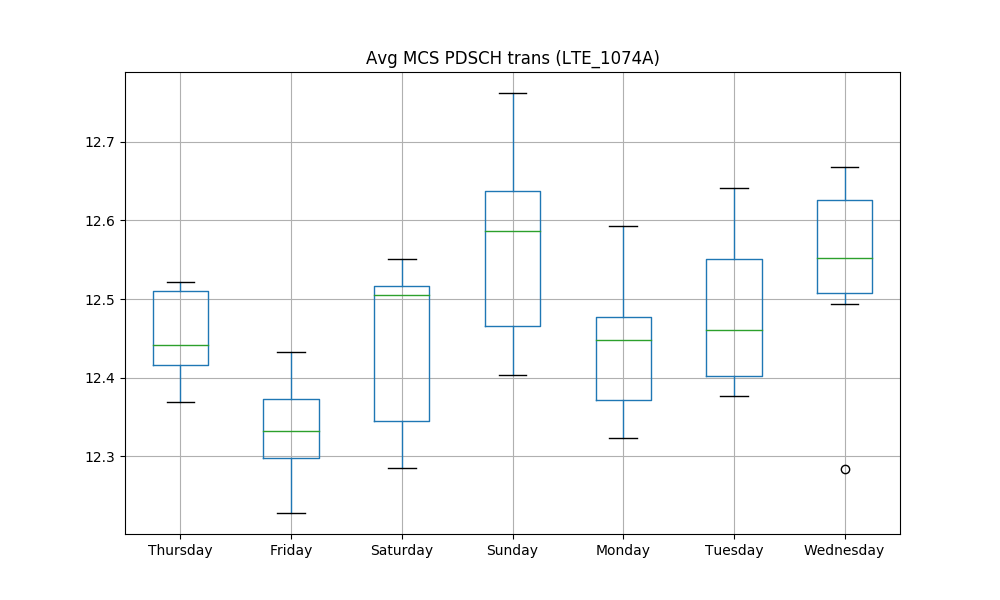 Avg MCS PDSCH trans (LTE_1074A)
12.7
12.6
12.5
12.4
12.3
Thursday Friday Saturday Sunday Monday Tuesday Wednesday